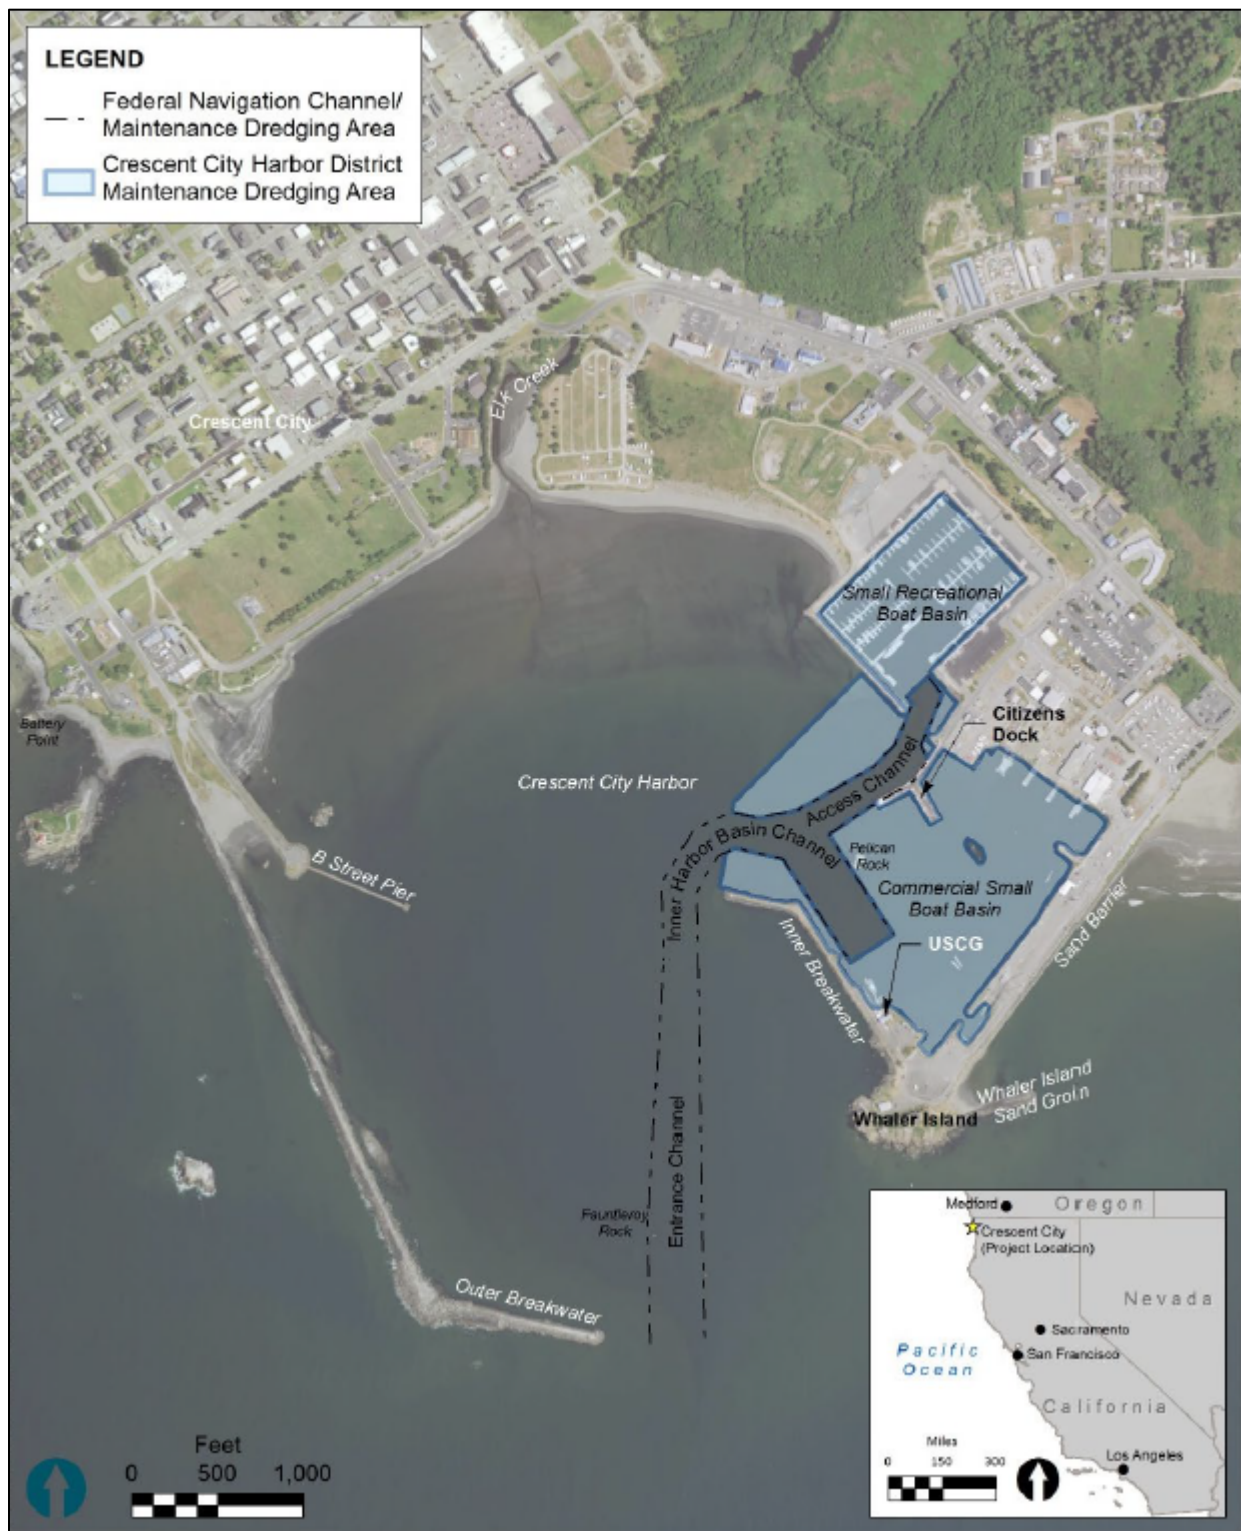 LEGEND
Federal Navigation Channel/
Maintenance Dredging Area
Crescent City Harbor District
Maintenance Dredging Area
Elk Creek
Crescent City
Small Recreational
Boat Basin
Battery
Point
Citizens
Dock
Crescent City Harbor
Access Channel
Inner Harbor Basin Channel
Pelican
Rock
B Street Pier
Commercial Small
Boat Basin
USCG
Inner Breakwater
Sand Barrier
Whaler Island
Sand Groin
Whaler Island
Entrance Channel
Fauntleroy
Rock
Outer Breakwater
Feet
0 500 1,000
Medford
Oregon
Crescent City
(Project Location)
Nevada
Sacramento
San Francisco
Pacific
Ocean
California
Miles
0 150 300
Los Angeles